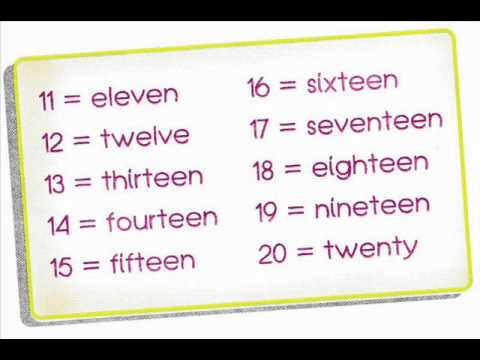 11 = eleven
12 = twelve
13 = thirteen
14 = fourteen
15 = fifteen
16 = sixteen
17 = seventeen
18 = eighteen
19 = nineteen
20 = twenty